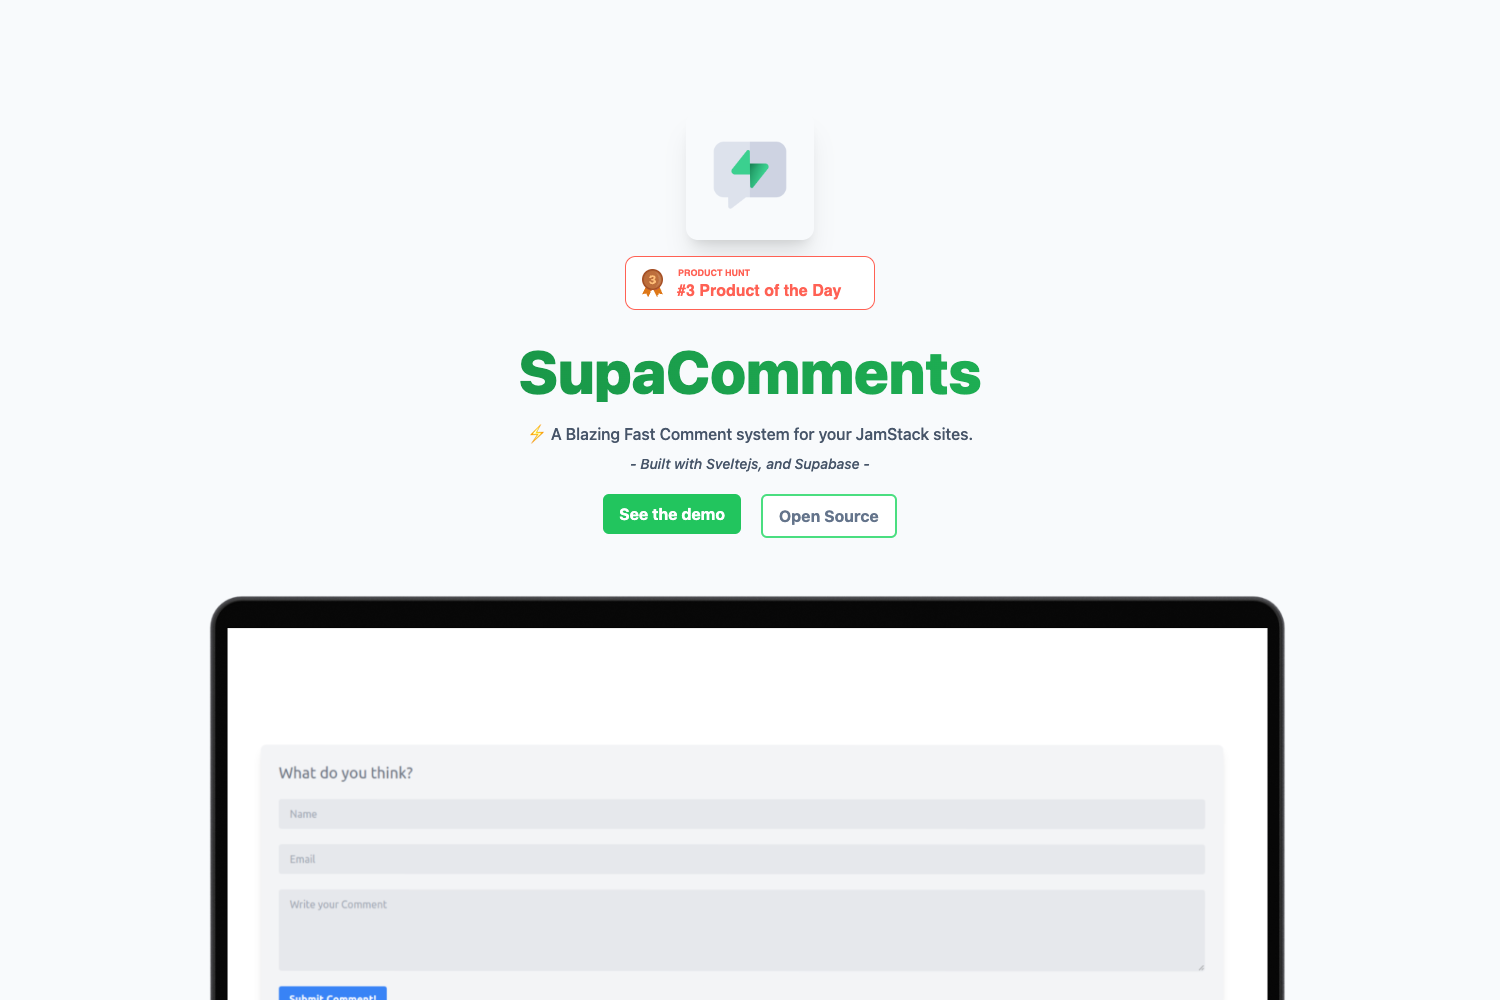 3
PRODUCT HUNT
#3 Product of the Day
SupaComments
⚡ A Blazing Fast Comment system for your JamStack sites.
- Built with Sveltejs, and Supabase -
See the demo
Open Source
What do you think?
Name
Email
Write your Comment
Submit Comment!